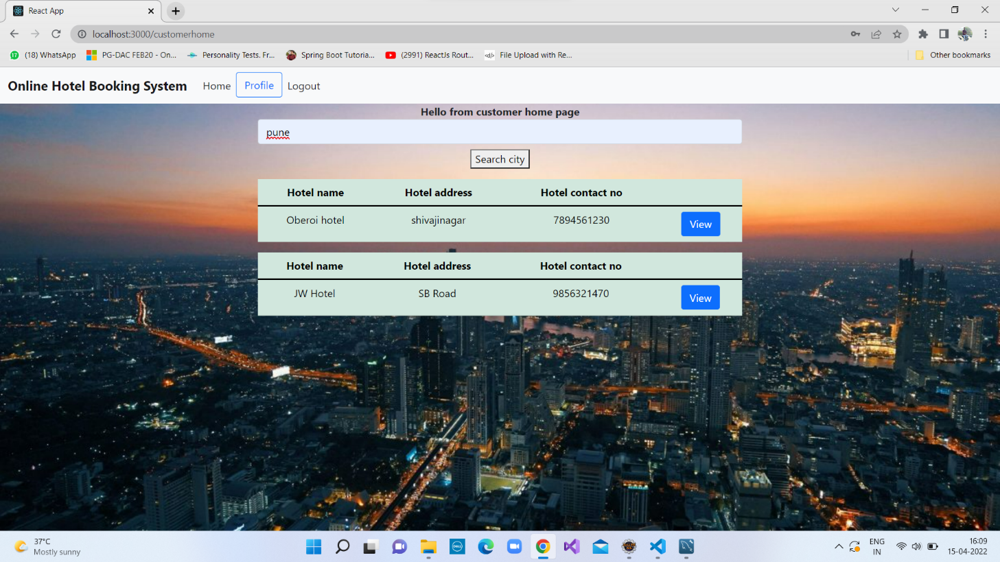 React App
localhost:3000/customerhome
(18) WhatsApp PG-DAC FEB20 - On... Personality Tests. Fr... Spring Boot Tutoria... (2991) ReactJs Rout... </> File Upload with Re... Other bookmarks
Online Hotel Booking System Home Profile Logout
Hello from customer home page
pune
Search city
Hotel name Hotel address Hotel contact no
Oberoi hotel shivajinagar 7894561230 View
Hotel name Hotel address Hotel contact no
JW Hotel SB Road 9856321470 View
37°C
Mostly sunny
DELL
ENG
IN
16:09
15-04-2022